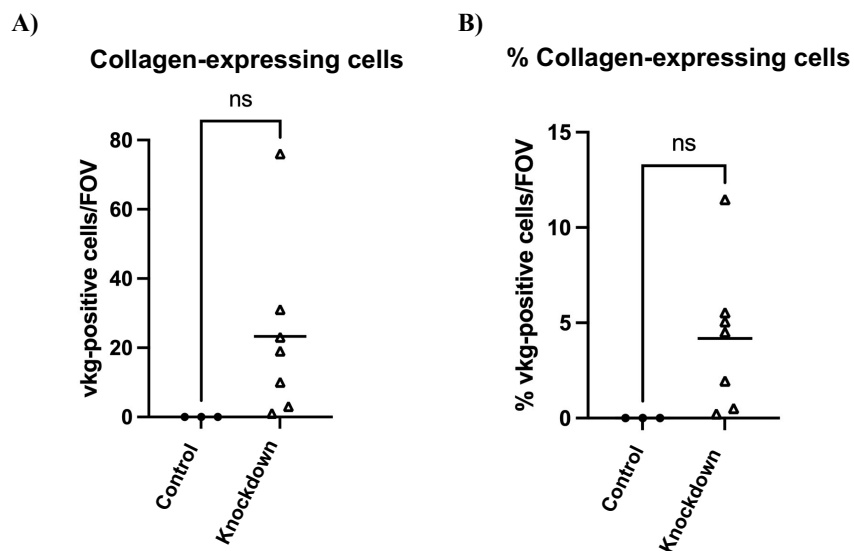 A)
Collagen-expressing cells
ns
80
60
40
20
0
vkg-positive cells/FOV
Control
Knockdown
B)
% Collagen-expressing cells
ns
15
10
5
0
% vkg-positive cells/FOV
Control
Knockdown